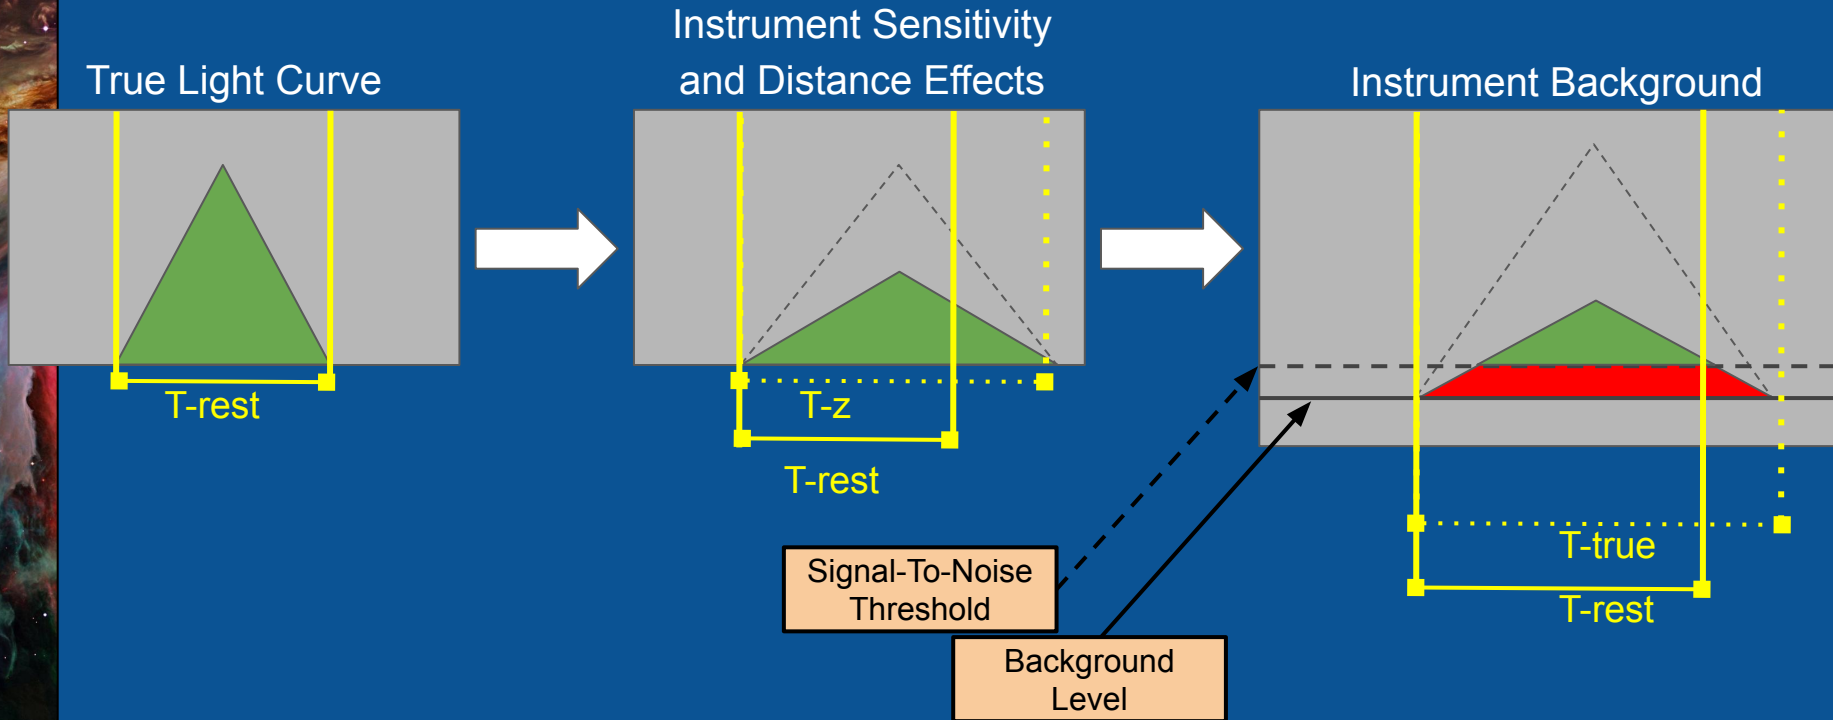 True Light Curve
Instrument Sensitivity
and Distance Effects
Instrument Background
T-rest
T-z
T-rest
T-true
T-rest
Signal-To-Noise
Threshold
Background
Level